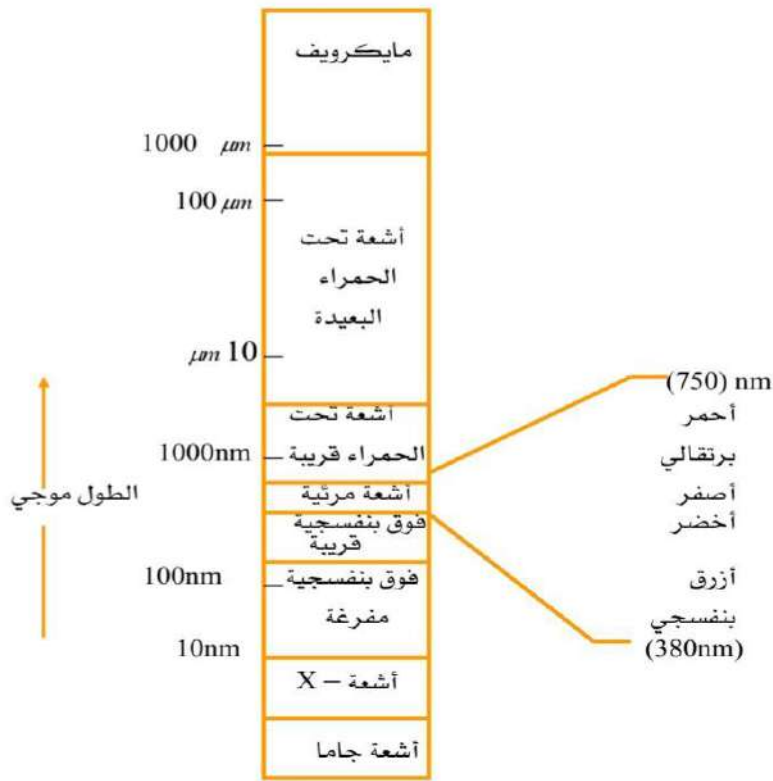 مايكرويف
1000 μm
100 μm
أشعة تحت
الحمراء
البعيدة
μm 10
(750) nm
أشعة تحت
أحمر
1000nm
الحمراء قريبة
برتقالي
الطول موجي
أشعة مرئية
أصفر
فوق بنفسجية
أخضر
قريبة
100nm
فوق بنفسجية
أزرق
مفرغة
بنفسجي
10nm
(380nm)
أشعة – X
أشعة جاما